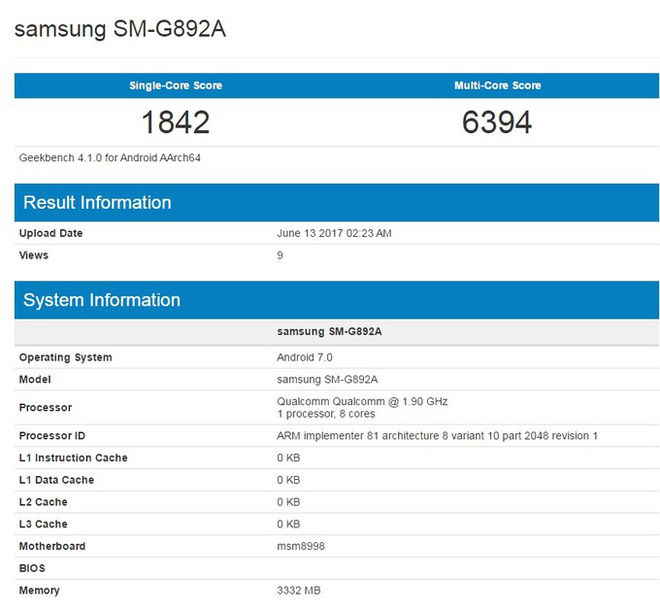 samsung SM-G892A
Single-Core Score Multi-Core Score
1842 6394
Geekbench 4.1.0 for Android AArch64
Result Information
Upload Date June 13 2017 02:23 AM
Views 9
System Information
samsung SM-G892A
Operating System Android 7.0
Model samsung SM-G892A
Processor Qualcomm Qualcomm @ 1.90 GHz
1 processor, 8 cores
Processor ID ARM implementer 81 architecture 8 variant 10 part 2048 revision 1
L1 Instruction Cache 0 KB
L1 Data Cache 0 KB
L2 Cache 0 KB
L3 Cache 0 KB
Motherboard msm8998
BIOS
Memory 3332 MB